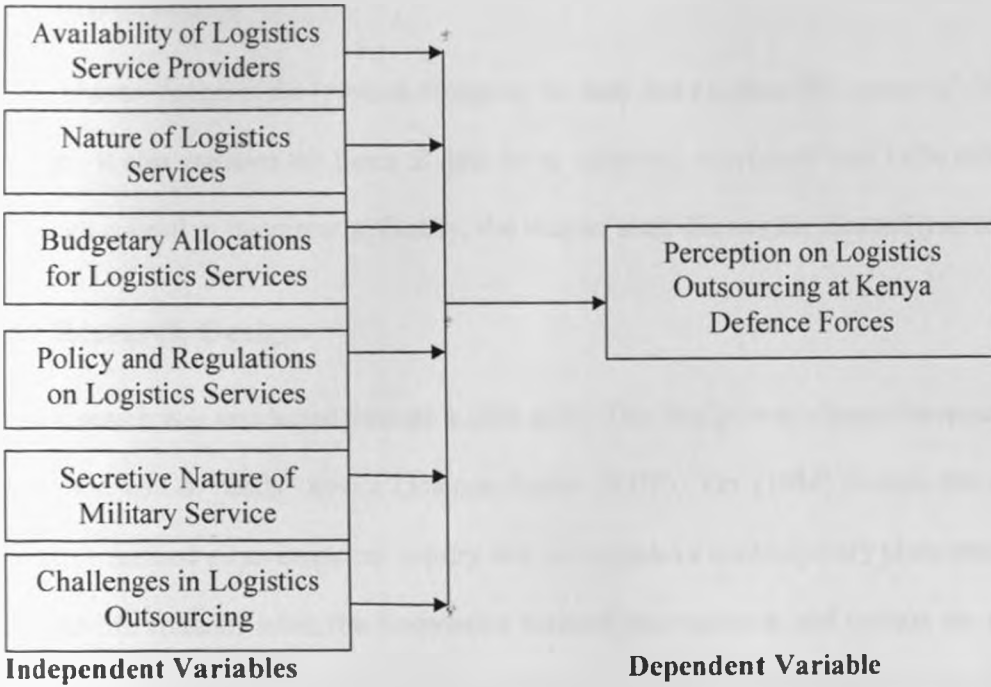 Availability of Logistics
Service Providers
Nature of Logistics
Services
Budgetary Allocations
for Logistics Services
Policy and Regulations
on Logistics Services
Secretive Nature of
Military Service
Challenges in Logistics
Outsourcing
Independent Variables
Perception on Logistics
Outsourcing at Kenya
Defence Forces
Dependent Variable